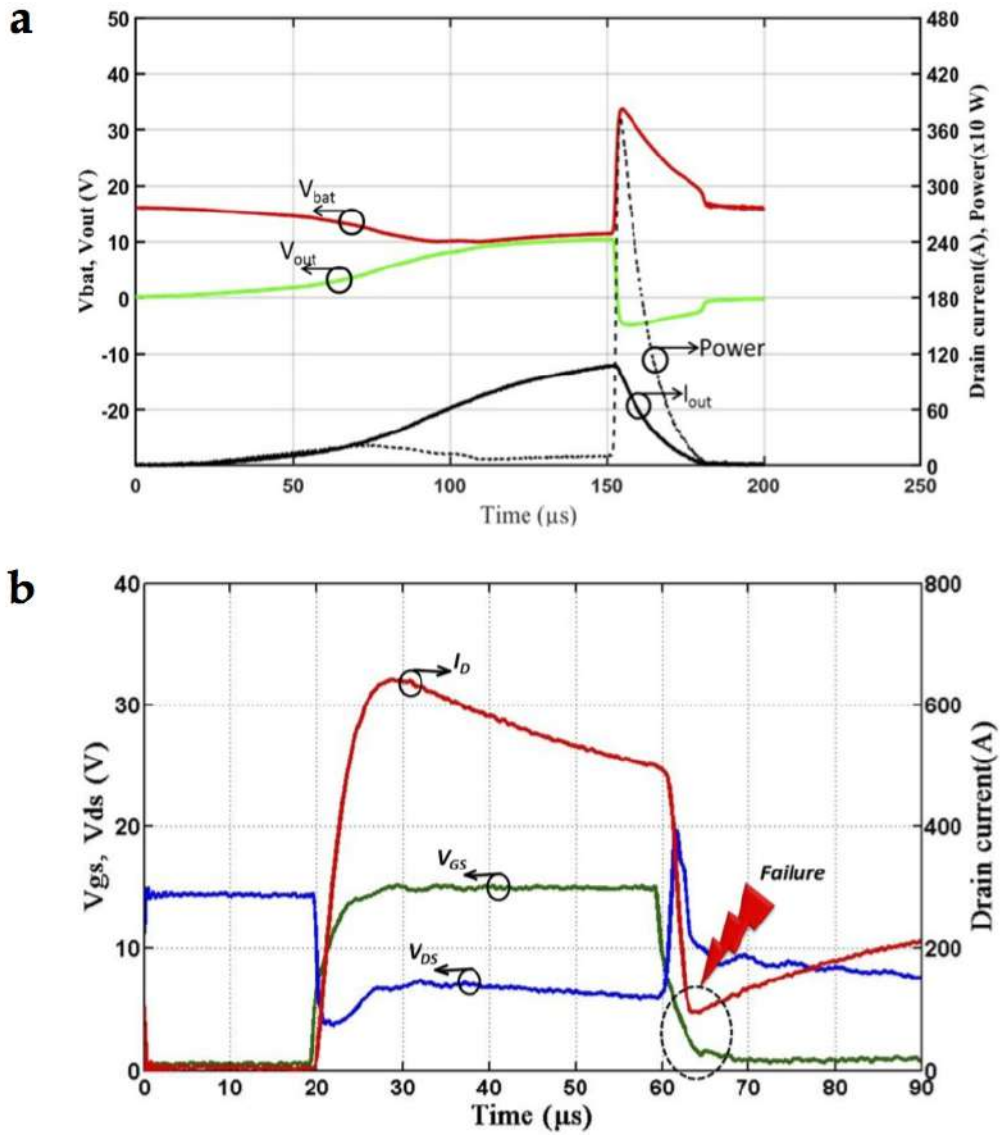 a
50 480
40 420
30 360
20 300
10 240
0 180
-10 120
-20 60
0
Vbat, Vout (V)
Drain current(A), Power(x10 W)
Vbat
Vout
Power
Iout
0 50 100 150 200 250
Time (μs)
b
40 800
30 600
20 400
10 200
0 0
Vgs, Vds (V)
Drain current(A)
ID
VGS
VDS
Failure
0 10 20 30 40 50 60 70 80 90
Time (μs)